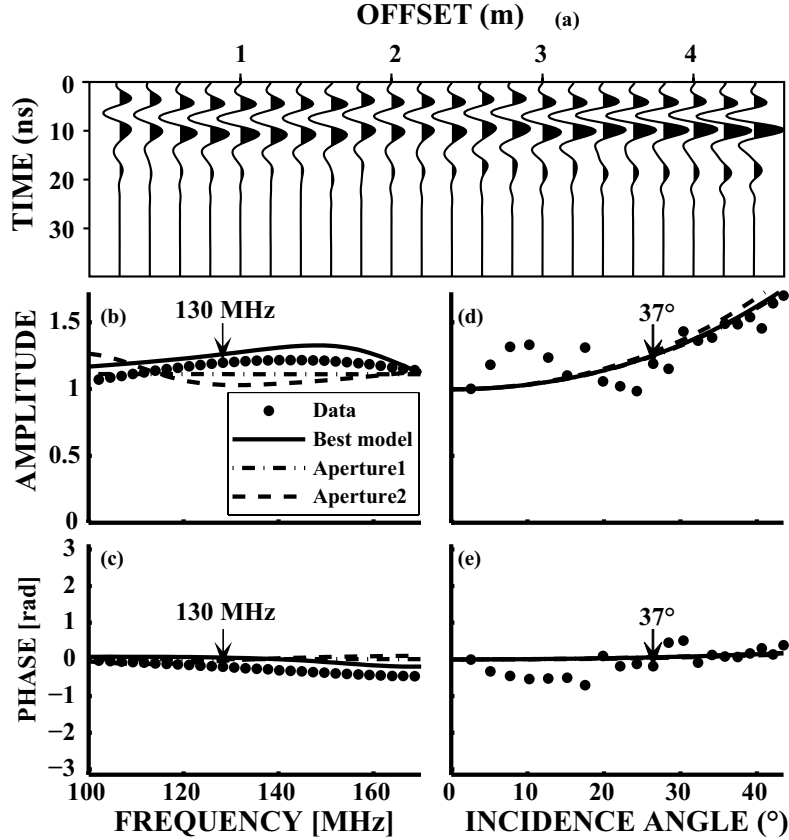 OFFSET (m) (a)
1 2 3 4
TIME (ns)
0
10
20
30
AMPLITUDE
(b)
130 MHz
1.5
1
0.5
0
Data
Best model
Aperture1
Aperture2
(d)
37°
PHASE [rad]
(c)
130 MHz
3
2
1
0
−1
−2
−3
100 120 140 160
FREQUENCY [MHz]
(e)
37°
0 10 20 30 40
INCIDENCE ANGLE (°)